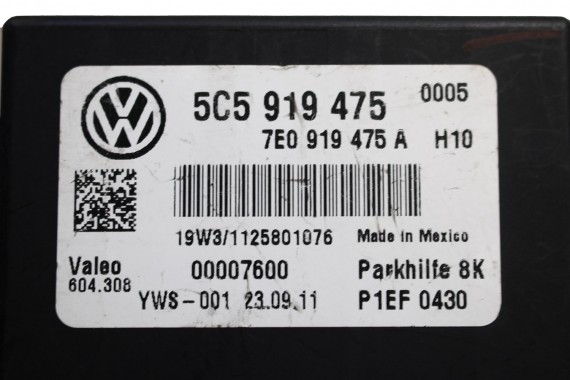 5C5 919 475 0005
7E0 919 475 A H10
19W3/1125801076 Made in Mexico
Valeo 00007600 Parkhilfe 8K
604.308
YWS-001 23.09.11 P1EF 0430